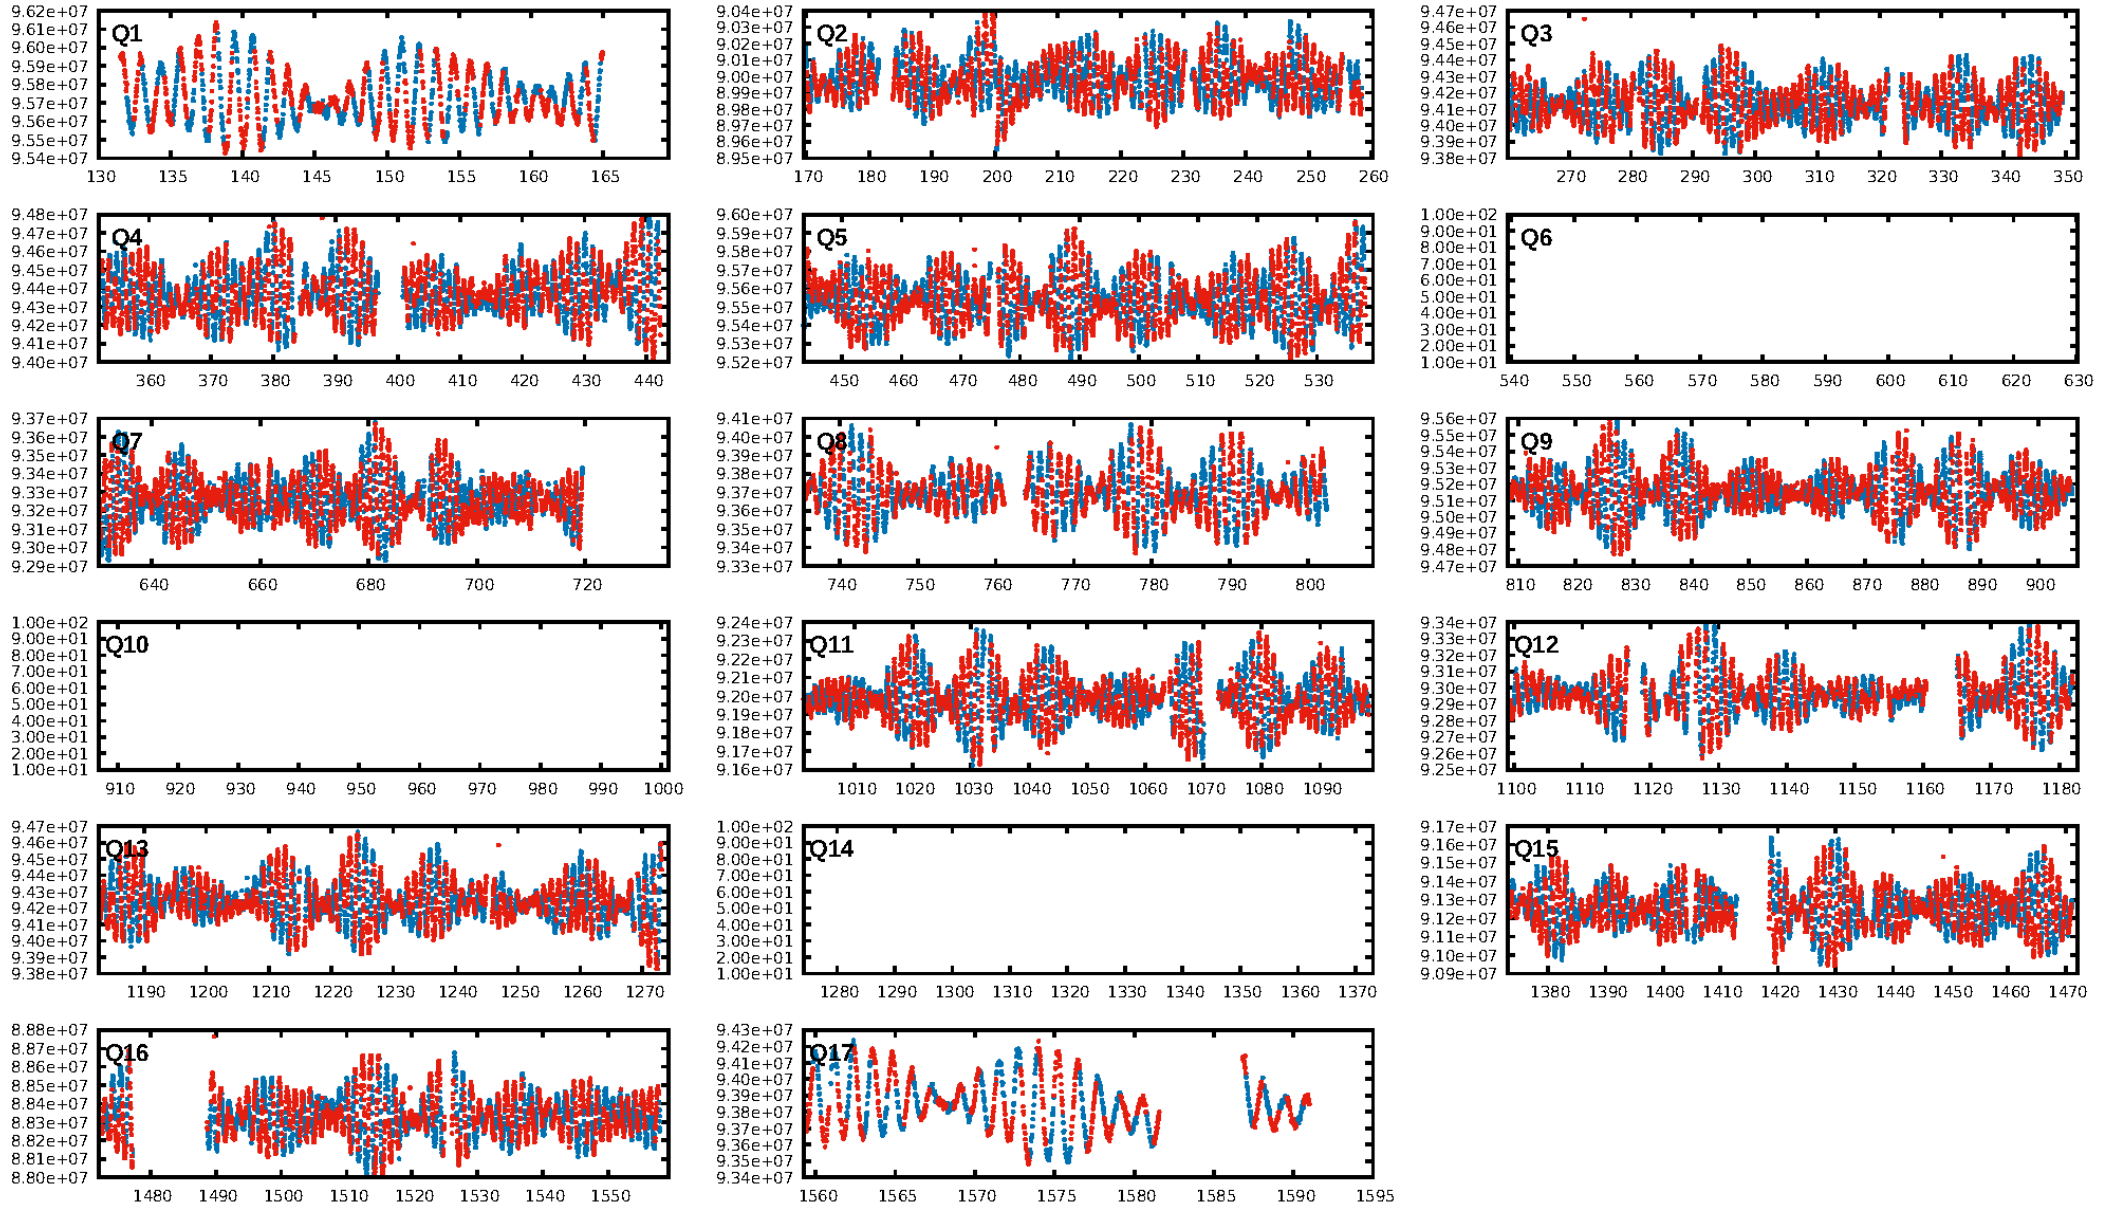 Q1
9.62e+07
9.61e+07
9.60e+07
9.59e+07
9.58e+07
9.57e+07
9.56e+07
9.55e+07
9.54e+07
130 135 140 145 150 155 160 165
Q2
9.04e+07
9.03e+07
9.02e+07
9.01e+07
9.00e+07
8.99e+07
8.98e+07
8.97e+07
8.96e+07
8.95e+07
170 180 190 200 210 220 230 240 250 260
Q3
9.47e+07
9.46e+07
9.45e+07
9.44e+07
9.43e+07
9.42e+07
9.41e+07
9.40e+07
9.39e+07
9.38e+07
270 280 290 300 310 320 330 340 350
Q4
9.48e+07
9.47e+07
9.46e+07
9.45e+07
9.44e+07
9.43e+07
9.42e+07
9.41e+07
9.40e+07
360 370 380 390 400 410 420 430 440
Q5
9.60e+07
9.59e+07
9.58e+07
9.57e+07
9.56e+07
9.55e+07
9.54e+07
9.53e+07
9.52e+07
450 460 470 480 490 500 510 520 530
Q6
1.00e+02
9.00e+01
8.00e+01
7.00e+01
6.00e+01
5.00e+01
4.00e+01
3.00e+01
2.00e+01
1.00e+01
540 550 560 570 580 590 600 610 620 630
Q7
9.37e+07
9.36e+07
9.35e+07
9.34e+07
9.33e+07
9.32e+07
9.31e+07
9.30e+07
9.29e+07
640 660 680 700 720
Q8
9.41e+07
9.40e+07
9.39e+07
9.38e+07
9.37e+07
9.36e+07
9.35e+07
9.34e+07
9.33e+07
740 750 760 770 780 790 800
Q9
9.56e+07
9.55e+07
9.54e+07
9.53e+07
9.52e+07
9.51e+07
9.50e+07
9.49e+07
9.48e+07
9.47e+07
810 820 830 840 850 860 870 880 890 900
Q10
1.00e+02
9.00e+01
8.00e+01
7.00e+01
6.00e+01
5.00e+01
4.00e+01
3.00e+01
2.00e+01
1.00e+01
910 920 930 940 950 960 970 980 990 1000
Q11
9.24e+07
9.23e+07
9.22e+07
9.21e+07
9.20e+07
9.19e+07
9.18e+07
9.17e+07
9.16e+07
1010 1020 1030 1040 1050 1060 1070 1080 1090
Q12
9.34e+07
9.33e+07
9.32e+07
9.31e+07
9.30e+07
9.29e+07
9.28e+07
9.27e+07
9.26e+07
9.25e+07
1100 1110 1120 1130 1140 1150 1160 1170 1180
Q13
9.47e+07
9.46e+07
9.45e+07
9.44e+07
9.43e+07
9.42e+07
9.41e+07
9.40e+07
9.39e+07
9.38e+07
1190 1200 1210 1220 1230 1240 1250 1260 1270
Q14
1.00e+02
9.00e+01
8.00e+01
7.00e+01
6.00e+01
5.00e+01
4.00e+01
3.00e+01
2.00e+01
1.00e+01
1280 1290 1300 1310 1320 1330 1340 1350 1360 1370
Q15
9.17e+07
9.16e+07
9.15e+07
9.14e+07
9.13e+07
9.12e+07
9.11e+07
9.10e+07
9.09e+07
1380 1390 1400 1410 1420 1430 1440 1450 1460 1470
Q16
8.88e+07
8.87e+07
8.86e+07
8.85e+07
8.84e+07
8.83e+07
8.82e+07
8.81e+07
8.80e+07
1480 1490 1500 1510 1520 1530 1540 1550
Q17
9.43e+07
9.42e+07
9.41e+07
9.40e+07
9.39e+07
9.38e+07
9.37e+07
9.36e+07
9.35e+07
9.34e+07
1560 1565 1570 1575 1580 1585 1590 1595